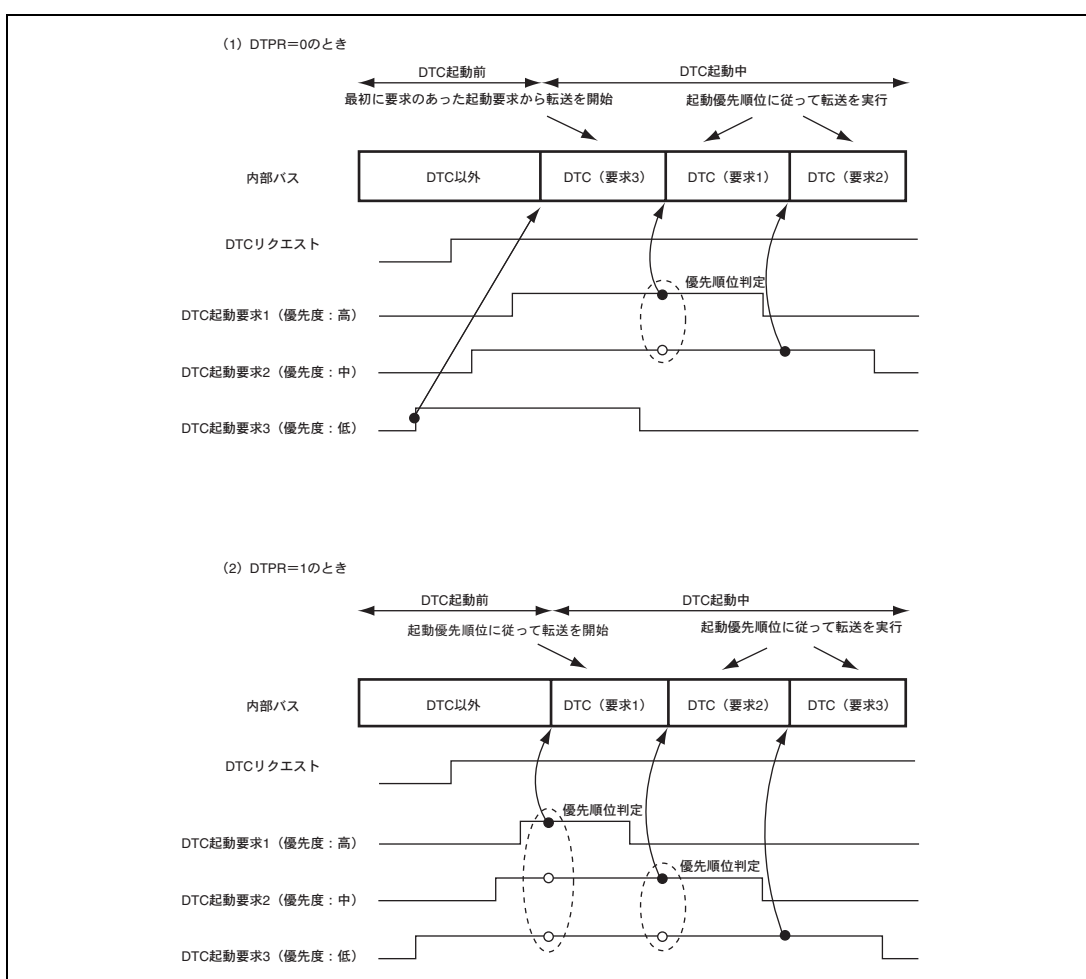 (1) DTPR=0のとき
DTC起動前
DTC起動中
最初に要求のあった起動要求から転送を開始
起動優先順位に従って転送を実行
内部バス
DTC以外
DTC(要求3)
DTC(要求1)
DTC(要求2)
DTCリクエスト
優先順位判定
DTC起動要求1(優先度:高)
DTC起動要求2(優先度:中)
DTC起動要求3(優先度:低)
(2) DTPR=1のとき
DTC起動前
DTC起動中
起動優先順位に従って転送を開始
起動優先順位に従って転送を実行
内部バス
DTC以外
DTC(要求1)
DTC(要求2)
DTC(要求3)
DTCリクエスト
優先順位判定
DTC起動要求1(優先度:高)
優先順位判定
DTC起動要求2(優先度:中)
DTC起動要求3(優先度:低)